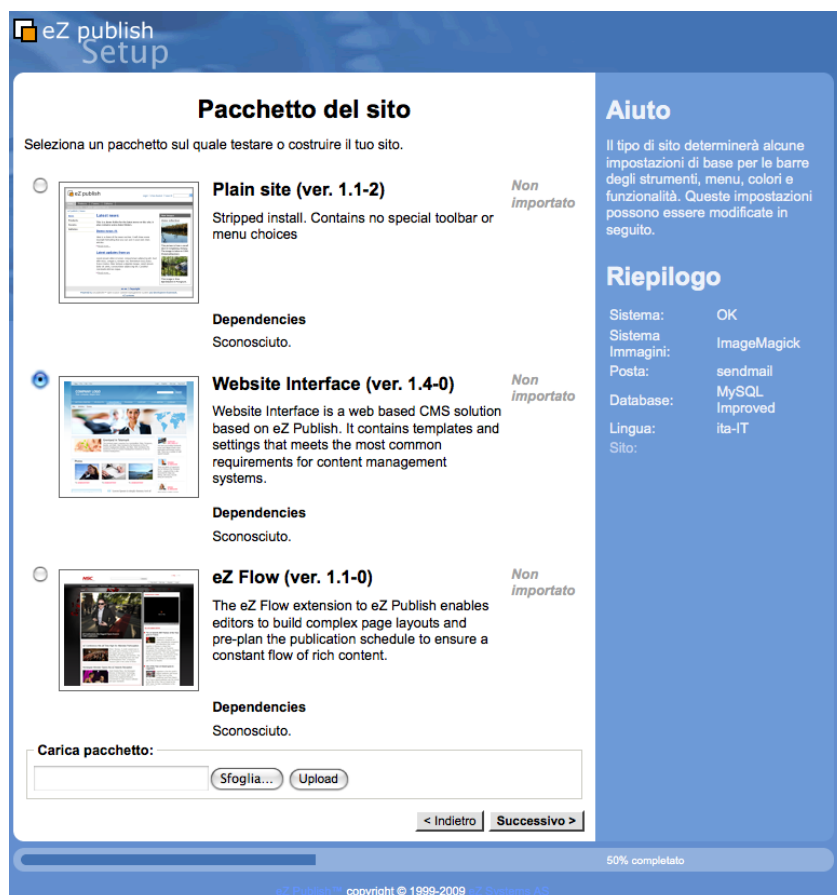 eZ publish
Setup
Pacchetto del sito
Seleziona un pacchetto sul quale testare o costruire il tuo sito.
Plain site (ver. 1.1-2)
Non
importato
Stripped install. Contains no special toolbar or
menu choices
Dependencies
Sconosciuto.
Website Interface (ver. 1.4-0)
Non
importato
Website Interface is a web based CMS solution
based on eZ Publish. It contains templates and
settings that meets the most common
requirements for content management
systems.
Dependencies
Sconosciuto.
eZ Flow (ver. 1.1-0)
Non
importato
The eZ Flow extension to eZ Publish enables
editors to build complex page layouts and
pre-plan the publication schedule to ensure a
constant flow of rich content.
Dependencies
Sconosciuto.
Carica pacchetto:
Sfoglia... Upload
< Indietro Successivo >
Aiuto
Il tipo di sito determinerà alcune
impostazioni di base per le barre
degli strumenti, menu, colori e
funzionalità. Queste impostazioni
possono essere modificate in
seguito.
Riepilogo
Sistema: OK
Sistema
Immagini: ImageMagick
Posta: sendmail
Database: MySQL
Improved
Lingua: ita-IT
Sito:
50% completato
eZ Publish™ copyright © 1999-2009 eZ Systems AS